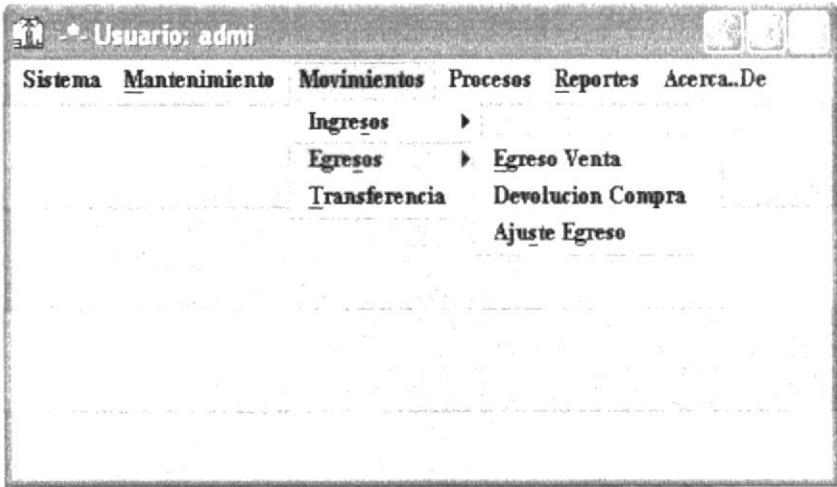 -*- Usuario: admi
Sistema Mantenimiento Movimientos Procesos Reportes Acerca..De
Ingresos
Egresos Egreso Venta
Transferencia Devolucion Compra
Ajuste Egreso